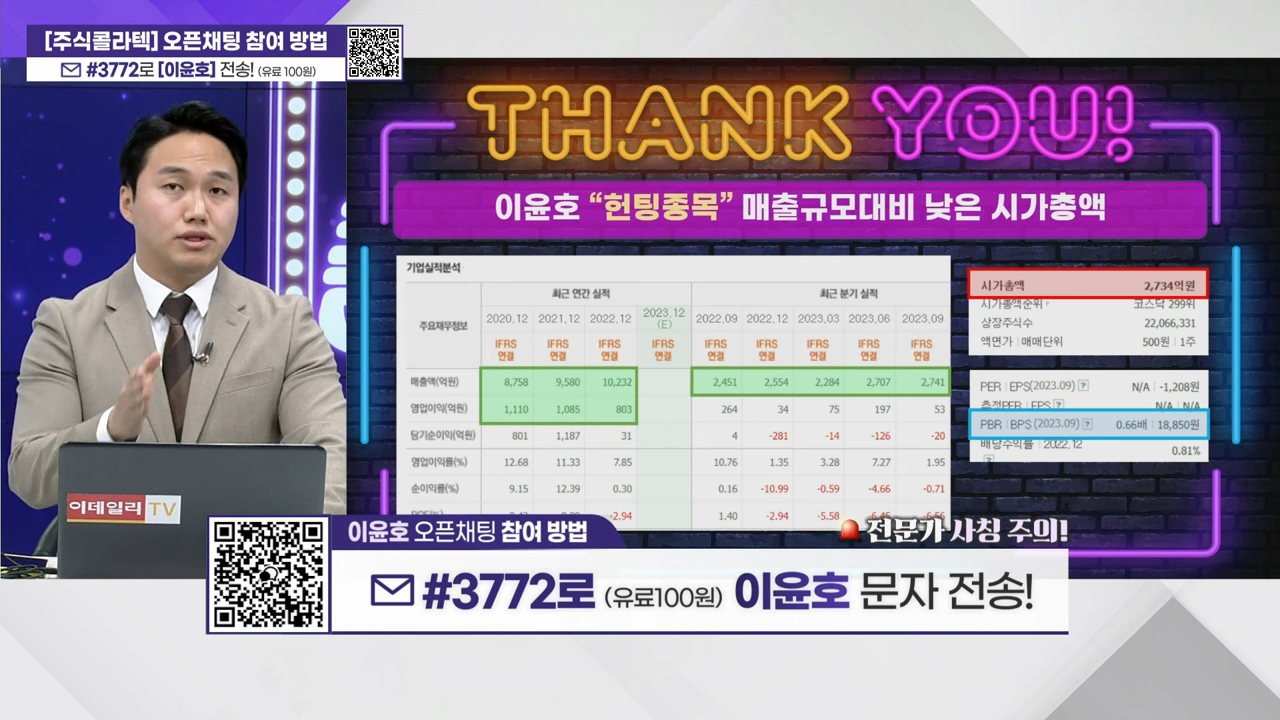 [주식콜라텍] 오픈채팅 참여 방법
#3772로 [이윤호] 전송! (유료 100원)
THANK YOU!
이윤호 “헌팅종목” 매출규모대비 낮은 시가총액
기업실적분석
주요재무정보 최근 연간 실적 최근 분기 실적
2020.12 2021.12 2022.12 2023.12 (E) 2022.09 2022.12 2023.03 2023.06 2023.09
IFRS 연결 IFRS 연결 IFRS 연결 IFRS 연결 IFRS 연결 IFRS 연결 IFRS 연결 IFRS 연결 IFRS 연결
매출액(억원) 8,758 9,580 10,232 2,451 2,554 2,284 2,707 2,741
영업이익(억원) 1,110 1,085 803 264 34 75 197 53
당기순이익(억원) 801 1,187 31 4 -281 -14 -126 -20
영업이익률(%) 12.68 11.33 7.85 10.76 1.35 3.28 7.27 1.95
순이익률(%) 9.15 12.39 0.30 0.16 -10.99 -0.59 -4.66 -0.71
-2.94 1.40 -2.94 -5.58
시가총액 2,734억원
시가총액순위 코스닥 299위
상장주식수 22,066,331
액면가 | 매매단위 500원 | 1주
PER | EPS(2023.09) ? N/A | -1,208원
추정PER | EPS ? N/A | N/A
PBR | BPS (2023.09) ? 0.66배 | 18,850원
배당수익률 | 2022.12 ? 0.81%
이데일리 TV
이윤호 오픈채팅 참여 방법
전문가 사칭 주의!
#3772로 (유료100원) 이윤호 문자 전송!